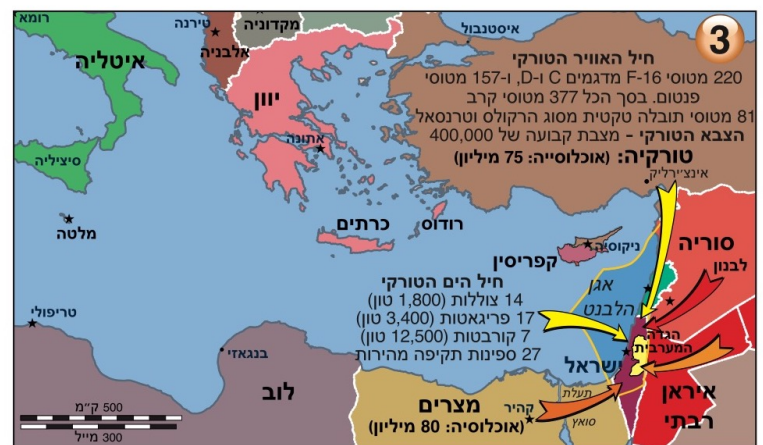 3
רומא
טירנה
מקדוניה
איסטנבול
אלבניה
איטליה
יוון
אתונה
סיציליה
מלטה
כרתים
רודוס
חיל האוויר הטורקי
220 מטוסי F-16 מדגמים C ו-D, ו-157 מטוסי
פנטום. בסך הכל 377 מטוסי קרב
81 מטוסי תובלה טקטית מסוג הרקולס וטרנסאל
הצבא הטורקי - מצבת קבועה של 400,000
טורקיה: (אוכלוסייה: 75 מיליון)
אינצ'ירליק
ניקוסיה
קפריסין
סוריה
לבנון
אגן
הלבנט
חיל הים הטורקי
14 צוללות (1,800 טון)
17 פריגאטות (3,400 טון)
7 קורבטות (12,500 טון)
27 ספינות תקיפה מהירות
הגדה
המערבית
ישראל
איראן
רבתי
טריפולי
בנגאזי
לוב
מצרים
(אוכלוסיה: 80 מיליון)
קהיר
תעלת
סואץ
500 ק"מ
300 מייל